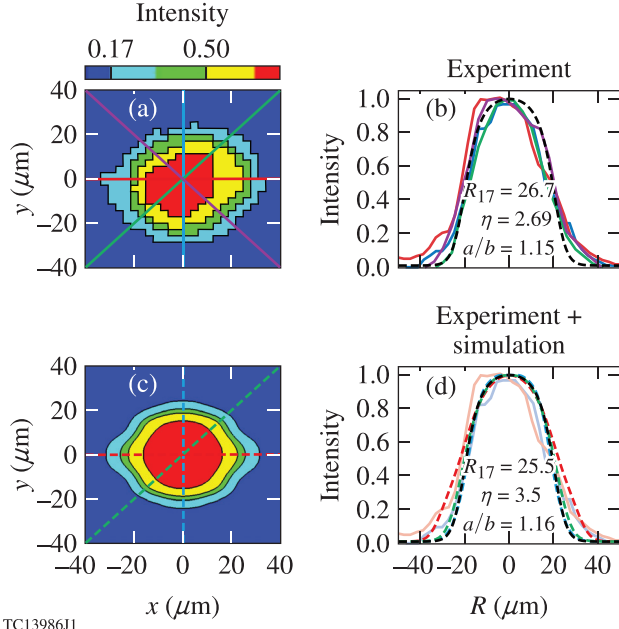 Intensity
0.17 0.50
(a)
40
20
0
−20
−40
y (μm)
Experiment
(b)
1.0
0.8
0.6
0.4
0.2
0.0
Intensity
R17 = 26.7
η = 2.69
a/b = 1.15
(c)
40
20
0
−20
−40
y (μm)
−40 −20 0 20 40
x (μm)
Experiment +
simulation
(d)
1.0
0.8
0.6
0.4
0.2
0.0
Intensity
R17 = 25.5
η = 3.5
a/b = 1.16
−40 0 40
R (μm)
TC13986J1